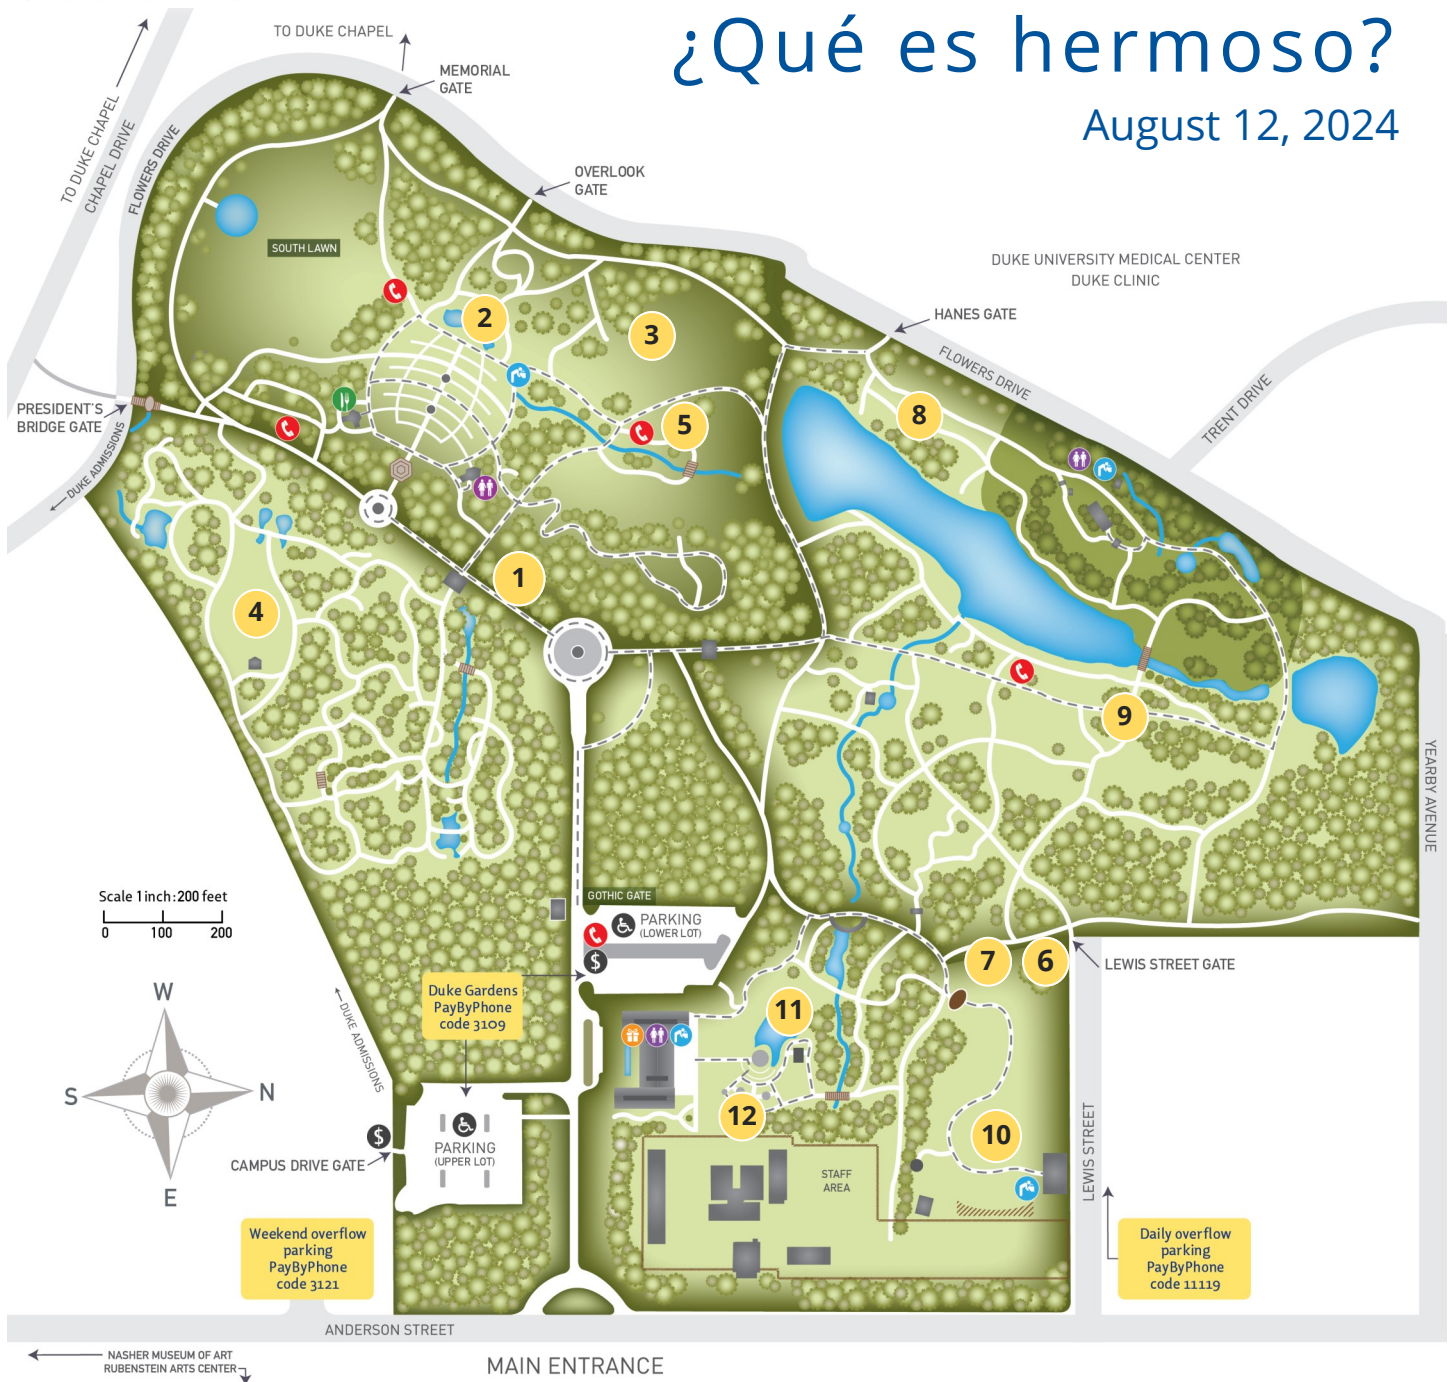 ¿Qué es hermoso?
August 12, 2024
TO DUKE CHAPEL
MEMORIAL
GATE
TO DUKE CHAPEL
CHAPEL DRIVE
FLOWERS DRIVE
OVERLOOK
GATE
SOUTH LAWN
DUKE UNIVERSITY MEDICAL CENTER
DUKE CLINIC
HANES GATE
FLOWERS DRIVE
TRENT DRIVE
2
3
PRESIDENT'S
BRIDGE GATE
DUKE ADMISSIONS
5
8
1
4
9
YEARBY AVENUE
Scale 1 inch : 200 feet
0 100 200
GOTHIC GATE
PARKING
(LOWER LOT)
$
7
6
LEWIS STREET GATE
Duke Gardens
PayByPhone
code 3109
W
S
N
E
DUKE ADMISSIONS
11
12
10
$
PARKING
(UPPER LOT)
CAMPUS DRIVE GATE
STAFF
AREA
LEWIS STREET
Weekend overflow
parking
PayByPhone
code 3121
Daily overflow
parking
PayByPhone
code 11119
ANDERSON STREET
NASHER MUSEUM OF ART
RUBENSTEIN ARTS CENTER
MAIN ENTRANCE